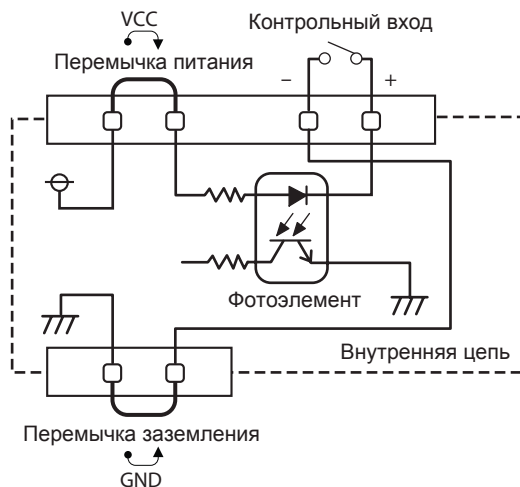 VCC
Контрольный вход
Перемычка питания
– +
Фотоэлемент
Внутренняя цепь
Перемычка заземления
GND